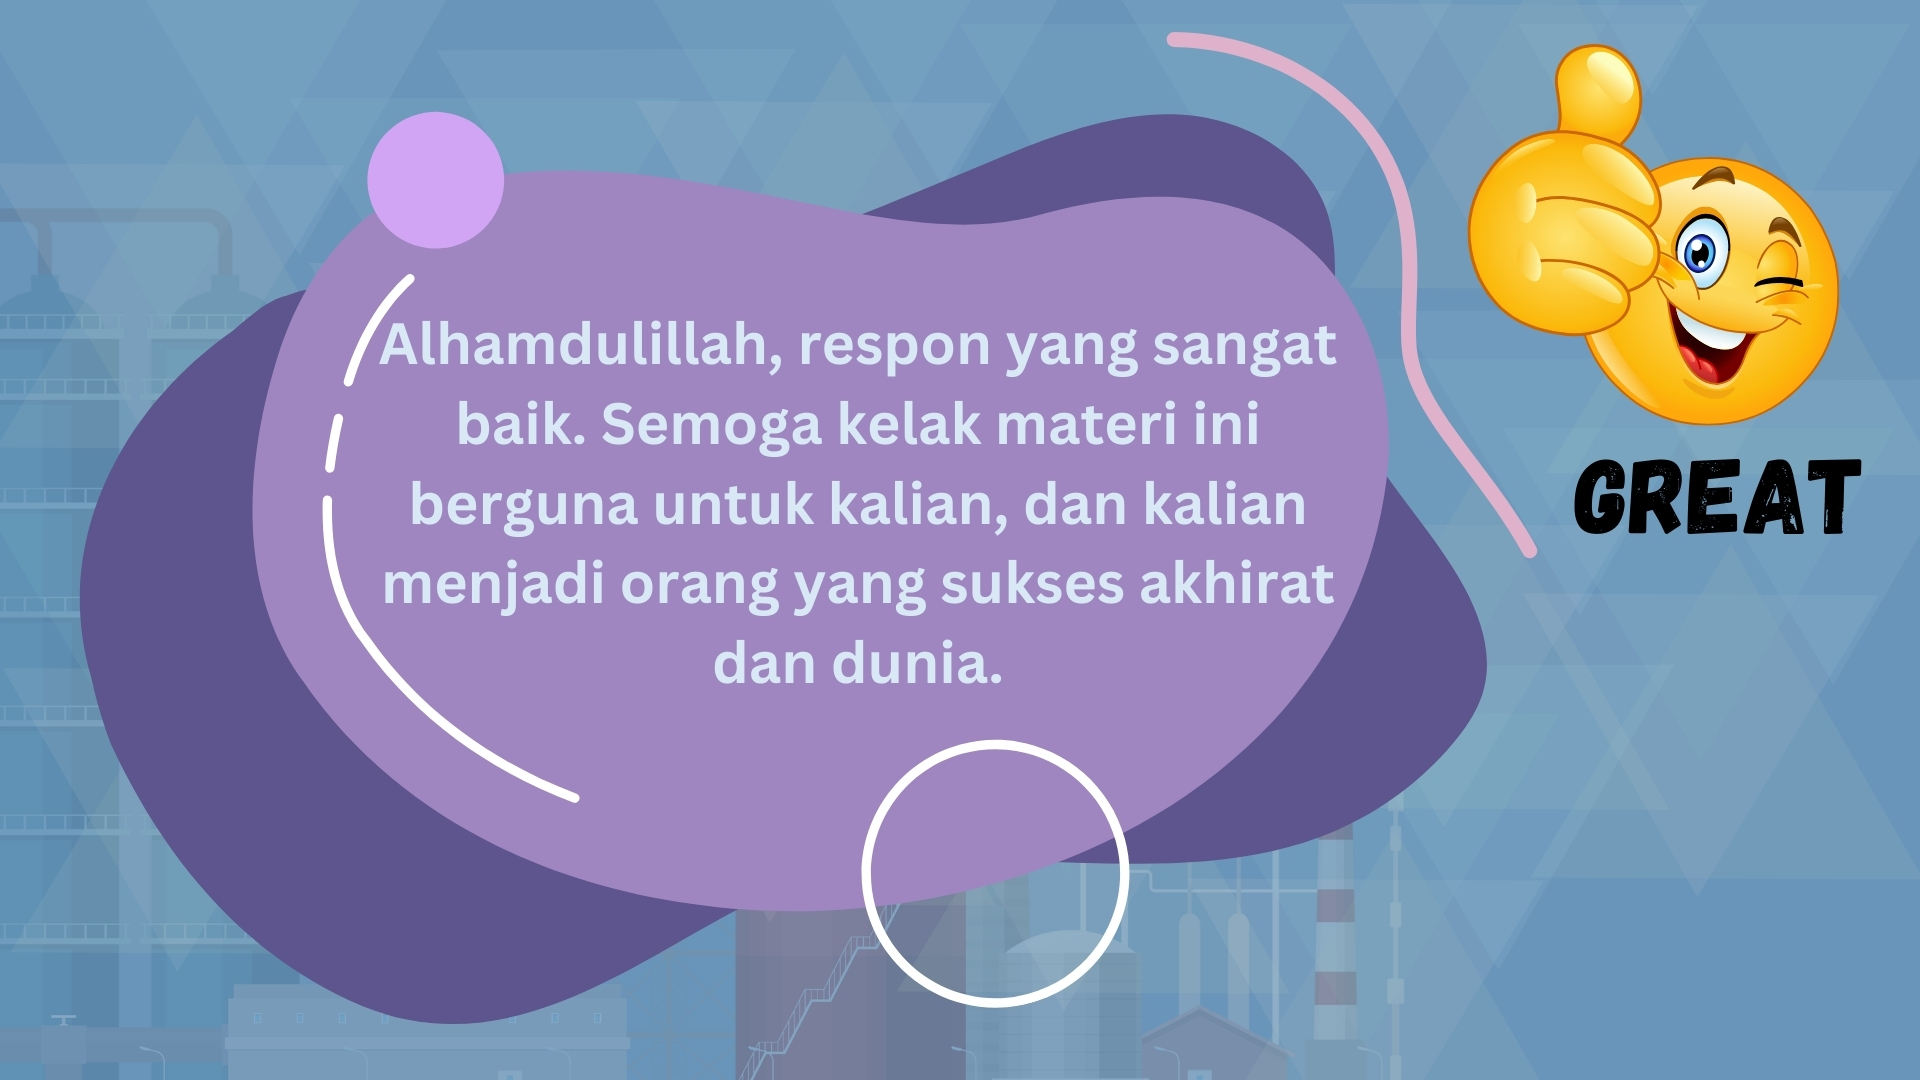 Alhamdulillah, respon yang sangat
baik. Semoga kelak materi ini
berguna untuk kalian, dan kalian
menjadi orang yang sukses akhirat
dan dunia.
GREAT